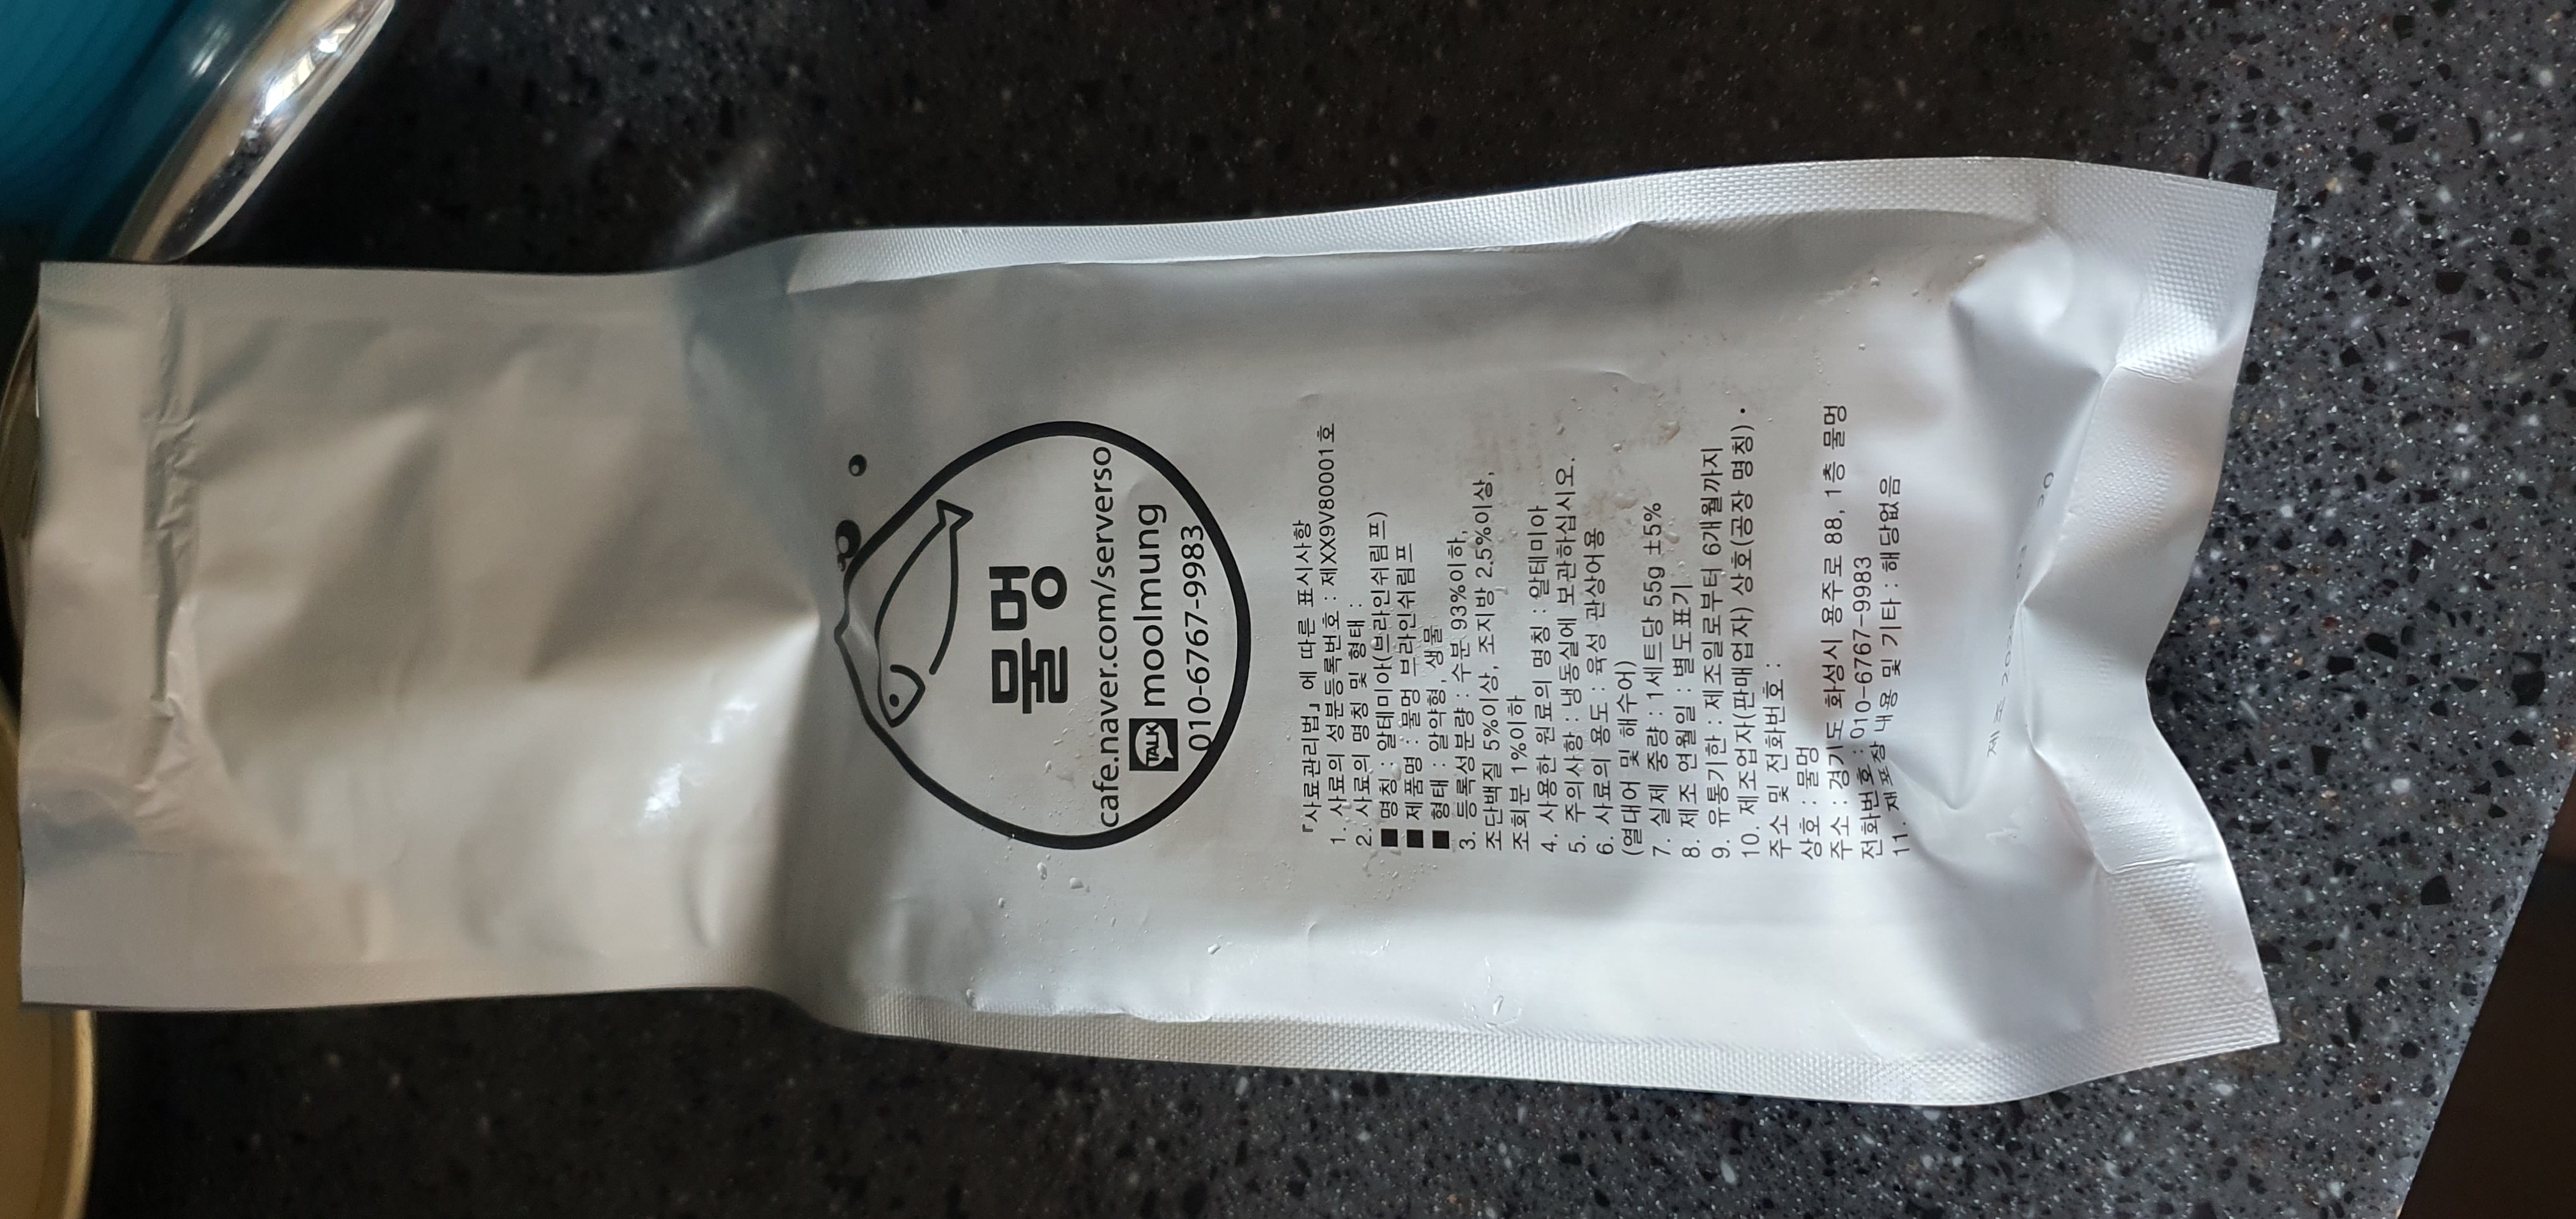 물멍
cafe.naver.com/serverso
TALK moolmung
010-6767-9983
『사료관리법』에 따른 표시사항
1. 사료의 성분등록번호 : 제XX9V80001호
2. 사료의 명칭 및 형태 :
■ 명칭 : 알테미아(브라인쉬림프)
■ 제품명 : 물멍 브라인쉬림프
■ 형태 : 알약형, 생물
3. 등록성분량 : 수분 93%이하,
조단백질 5%이상, 조지방 2.5%이상,
조회분 1%이하
4. 사용한 원료의 명칭 : 알테미아
5. 주의사항 : 냉동실에 보관하십시오.
6. 사료의 용도 : 육성 관상어용
(열대어 및 해수어)
7. 실제 중량 : 1세트당 55g ±5%
8. 제조 연월일 : 별도표기
9. 유통기한 : 제조일로부터 6개월까지
10. 제조업자(판매업자) 상호(공장 명칭)·
주소 및 전화번호 :
상호 : 물멍
주소 : 경기도 화성시 용주로 88, 1층 물멍
전화번호 : 010-6767-9983
11. 재포장 내용 및 기타 : 해당없음
제조